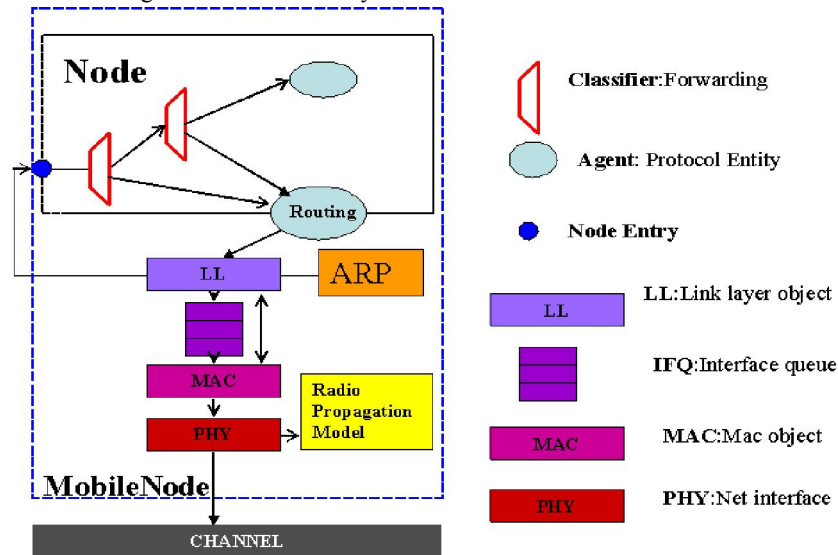 Node
Routing
LL
ARP
MAC
Radio
Propagation
Model
PHY
MobileNode
CHANNEL
Classifier:Forwarding
Agent: Protocol Entity
Node Entry
LL:Link layer object
LL
IFQ:Interface queue
MAC:Mac object
MAC
PHY:Net interface
PHY